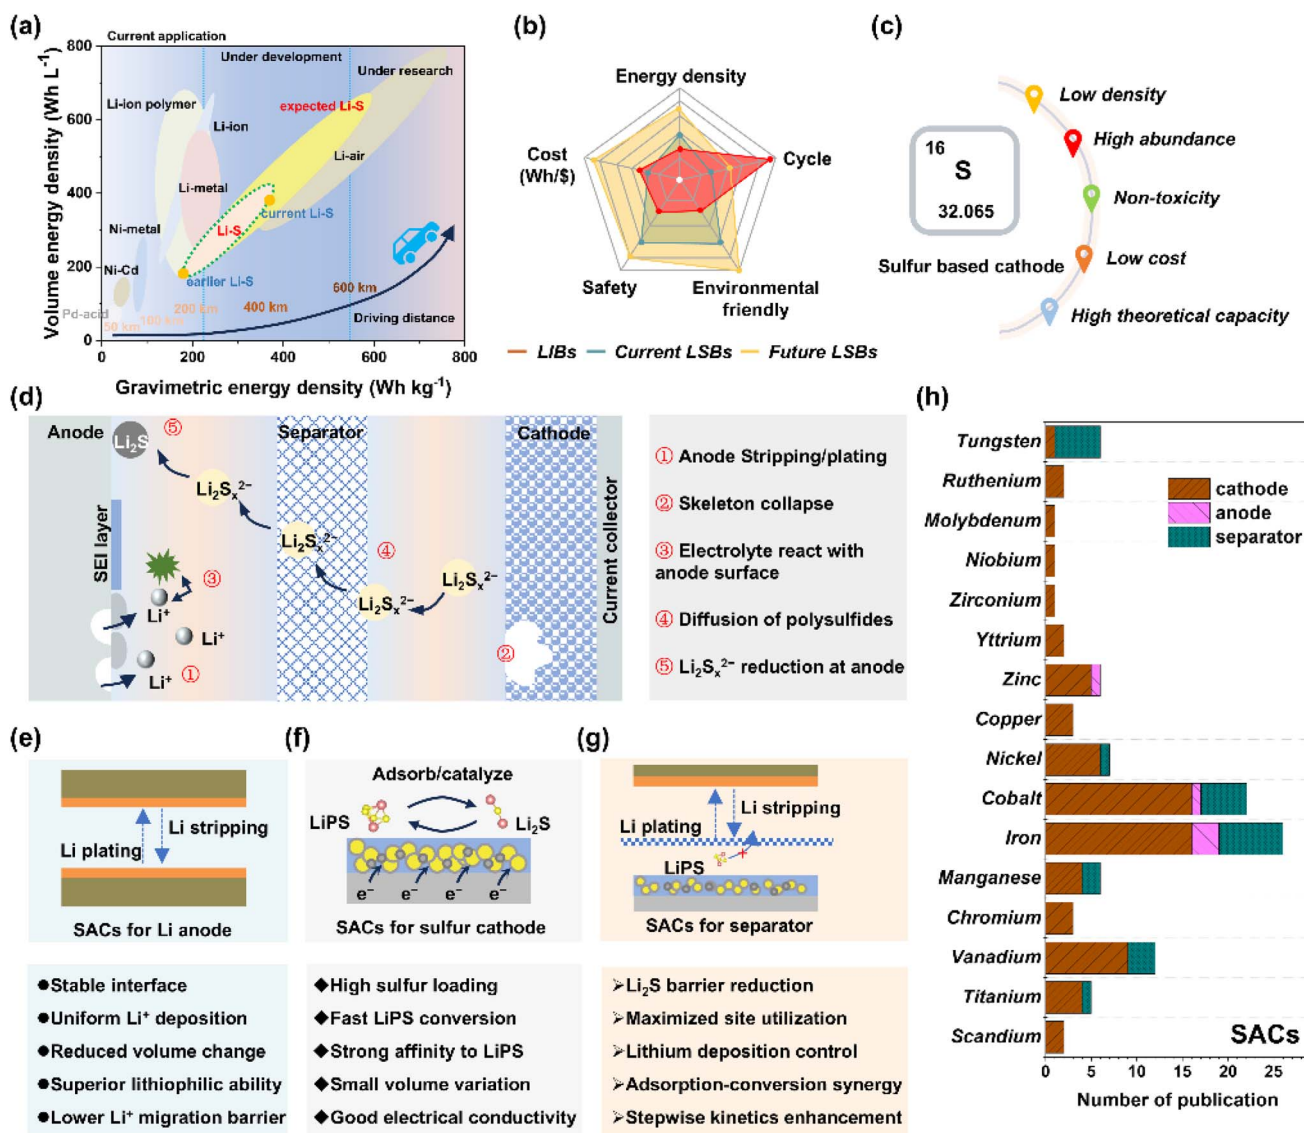 (a)
Current application
Under development
Under research
Li-ion polymer
expected Li-S
Li-ion
Li-air
Li-metal
current Li-S
Ni-metal
Li-S
Ni-Cd
earlier Li-S
Pd-acid
50 km
100 km
200 km
400 km
600 km
Driving distance
Volume energy density (Wh L-1)
800
600
400
200
0
0 200 400 600 800
Gravimetric energy density (Wh kg-1)
(b)
Energy density
Cost
(Wh/$)
Cycle
Safety
Environmental
friendly
LIBs Current LSBs Future LSBs
(c)
16
S
32.065
Sulfur based cathode
Low density
High abundance
Non-toxicity
Low cost
High theoretical capacity
(d)
Anode
Separator
Cathode
SEI layer
Current collector
Li2S
⑤
Li2Sx2−
Li2Sx2−
④
Li2Sx2−
Li2Sx2−
③
Li+
Li+
Li+
①
②
① Anode Stripping/plating
② Skeleton collapse
③ Electrolyte react with
anode surface
④ Diffusion of polysulfides
⑤ Li2Sx2− reduction at anode
(e)
Li stripping
Li plating
SACs for Li anode
●Stable interface
●Uniform Li+ deposition
●Reduced volume change
●Superior lithiophilic ability
●Lower Li+ migration barrier
(f)
Adsorb/catalyze
LiPS
Li2S
e− e− e− e−
SACs for sulfur cathode
◆High sulfur loading
◆Fast LiPS conversion
◆Strong affinity to LiPS
◆Small volume variation
◆Good electrical conductivity
(g)
Li stripping
Li plating
LiPS
SACs for separator
➢Li2S barrier reduction
➢Maximized site utilization
➢Lithium deposition control
➢Adsorption-conversion synergy
➢Stepwise kinetics enhancement
(h)
Tungsten
Ruthenium
Molybdenum
Niobium
Zirconium
Yttrium
Zinc
Copper
Nickel
Cobalt
Iron
Manganese
Chromium
Vanadium
Titanium
Scandium
cathode
anode
separator
SACs
0 5 10 15 20 25
Number of publication